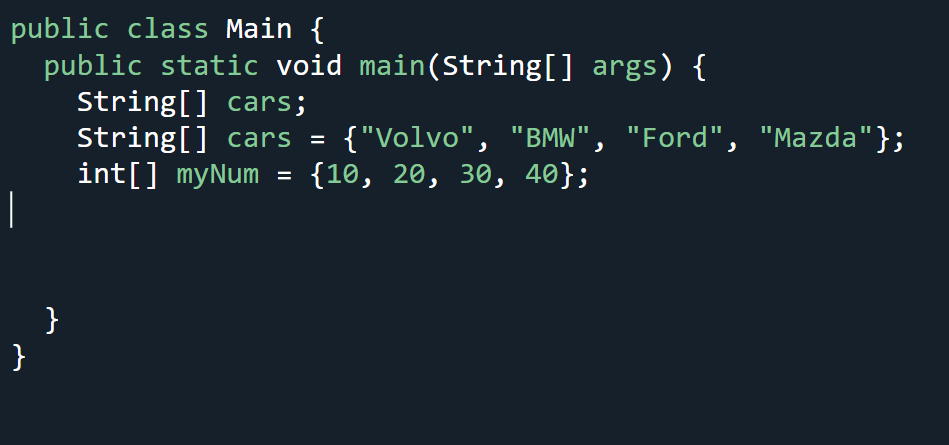 public class Main {
  public static void main(String[] args) {
    String[] cars;
    String[] cars = {"Volvo", "BMW", "Ford", "Mazda"};
    int[] myNum = {10, 20, 30, 40};
  }
}